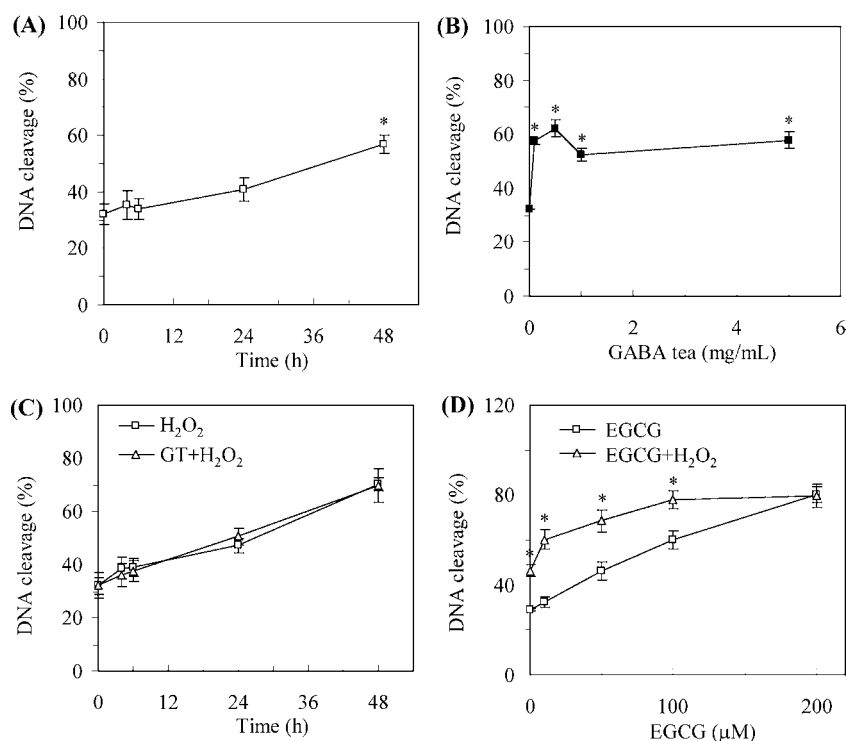 (A)
100
80
60
40
20
0
DNA cleavage (%)
*
0 12 24 36 48
Time (h)
(B)
100
80
60
40
20
0
DNA cleavage (%)
* * * *
0 2 4 6
GABA tea (mg/mL)
(C)
100
80
60
40
20
0
DNA cleavage (%)
H₂O₂
GT+H₂O₂
0 12 24 36 48
Time (h)
(D)
120
80
40
0
DNA cleavage (%)
EGCG
EGCG+H₂O₂
* * * *
0 100 200
EGCG (μM)